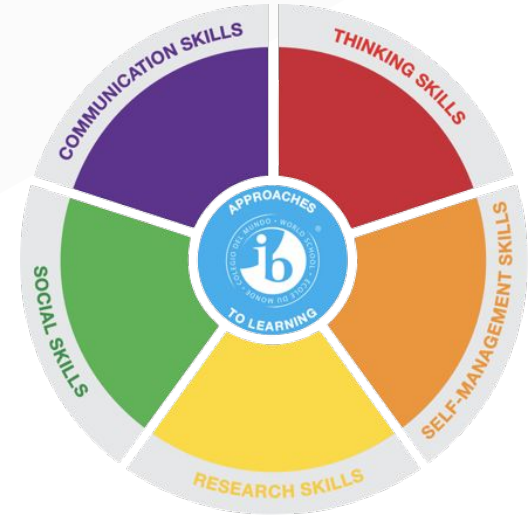 COMMUNICATION SKILLS
THINKING SKILLS
SELF-MANAGEMENT SKILLS
RESEARCH SKILLS
SOCIAL SKILLS
APPROACHES
TO LEARNING
ib
®
• WORLD SCHOOL • ÉCOLE DU MONDE • COLEGIO DEL MUNDO